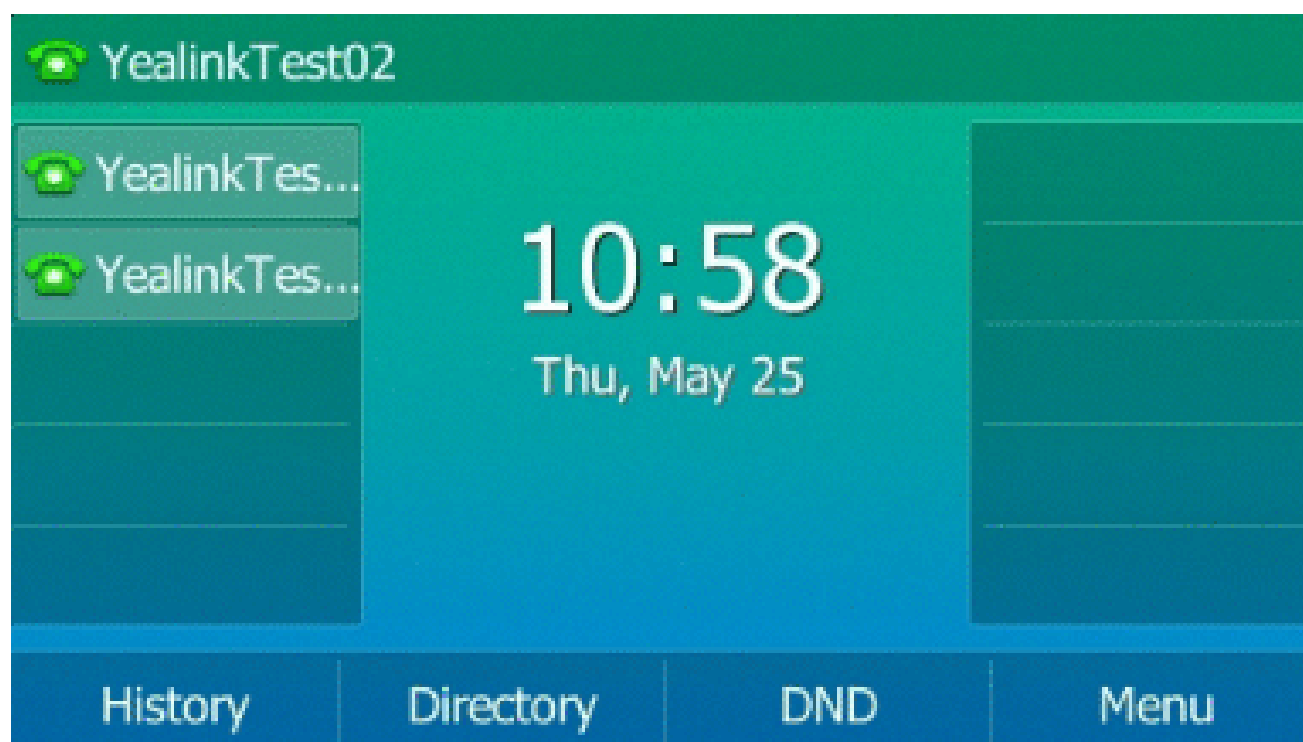 YealinkTest02
YealinkTes...
YealinkTes...
10:58
Thu, May 25
History
Directory
DND
Menu